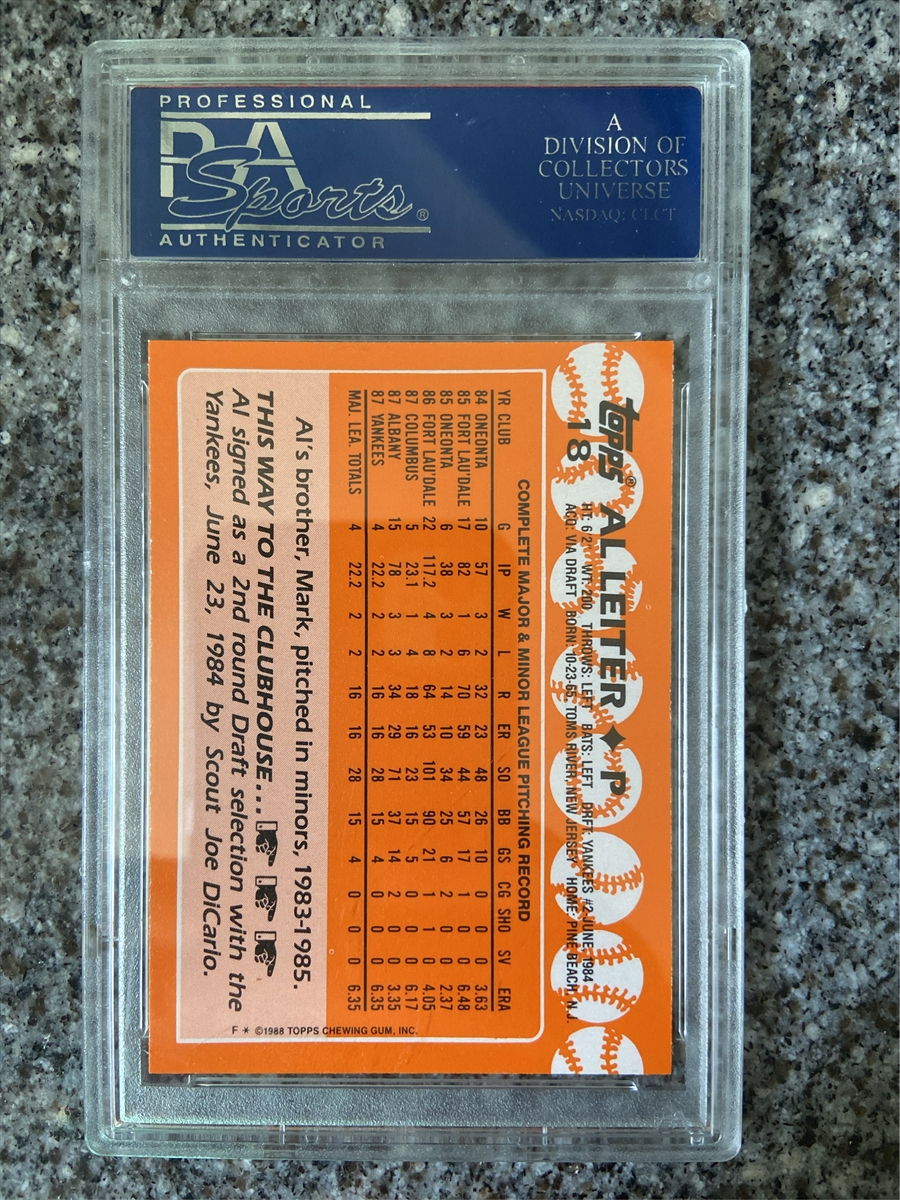 PROFESSIONAL
PSA
Sports®
AUTHENTICATOR
A
DIVISION OF
COLLECTORS
UNIVERSE
NASDAQ: CLCT
topps® AL LEITER ♦ P
18
HT: 6'2" WT: 200 THROWS: LEFT BATS: LEFT DRFT: YANKEES #2-JUNE, 1984
ACQ: VIA DRAFT BORN: 10-23-65, TOMS RIVER, NEW JERSEY HOME: PINE BEACH, N.J.
COMPLETE MAJOR & MINOR LEAGUE PITCHING RECORD
YR CLUB G IP W L R ER SO BB GS CG SHO SV ERA
84 ONEONTA 10 57 3 2 32 23 48 26 10 0 0 0 3.63
85 FORT LAU'DALE 17 82 1 6 70 59 44 57 17 1 0 0 6.48
85 ONEONTA 6 38 3 2 14 10 34 25 6 2 0 0 2.37
86 FORT LAU'DALE 22 117.2 4 8 64 53 101 90 21 1 1 0 4.05
87 COLUMBUS 5 23.1 1 4 18 16 23 15 5 0 0 0 6.17
87 ALBANY 15 78 3 3 34 29 71 37 14 2 0 0 3.35
87 YANKEES 4 22.2 2 2 16 16 28 15 4 0 0 0 6.35
MAJ. LEA. TOTALS 4 22.2 2 2 16 16 28 15 4 0 0 0 6.35
Al's brother, Mark, pitched in minors, 1983-1985.
THIS WAY TO THE CLUBHOUSE...
Al signed as a 2nd round Draft selection with the
Yankees, June 23, 1984 by Scout Joe DiCario.
F * ©1988 TOPPS CHEWING GUM, INC.